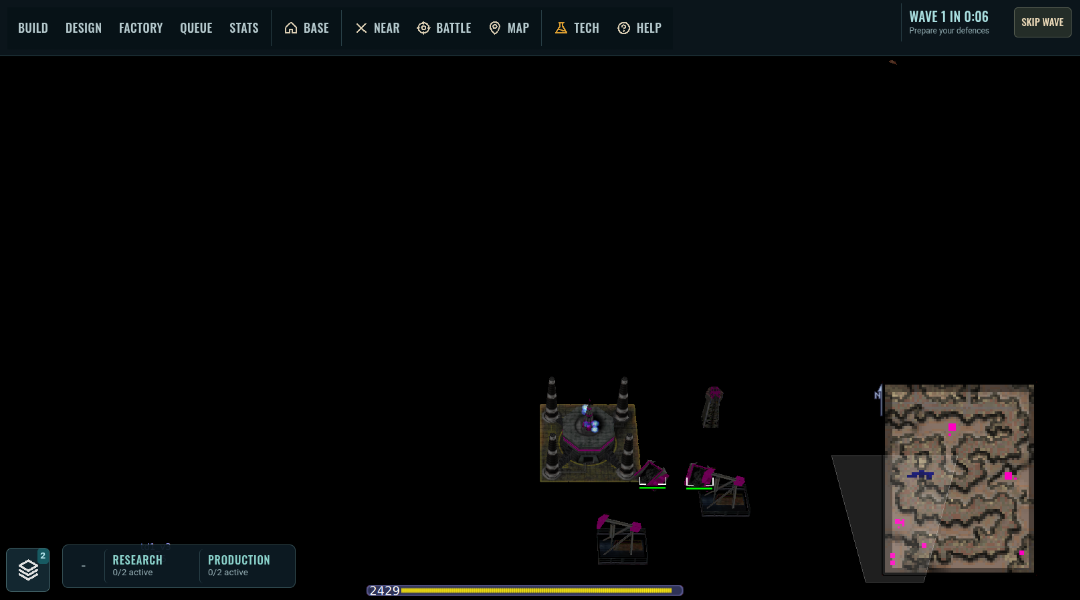 BUILD DESIGN FACTORY QUEUE STATS BASE NEAR BATTLE MAP TECH HELP
WAVE 1 IN 0:06
Prepare your defences
SKIP WAVE
N
2
-
RESEARCH
0/2 active
PRODUCTION
0/2 active
2429